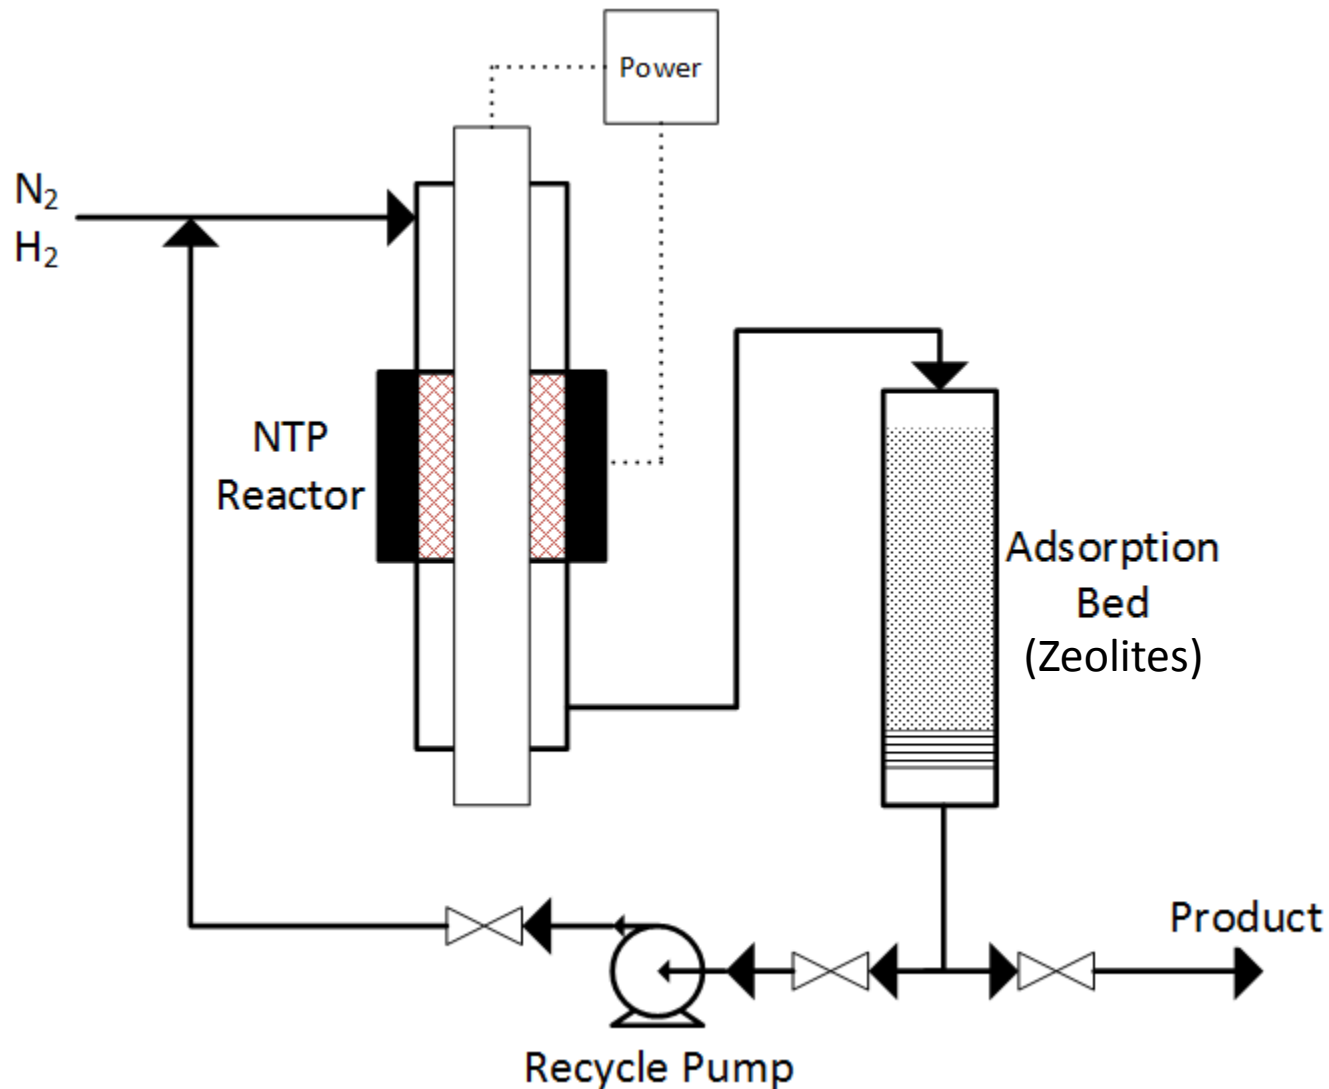 Power
N₂
H₂
NTP
Reactor
Adsorption
Bed
(Zeolites)
Product
Recycle Pump